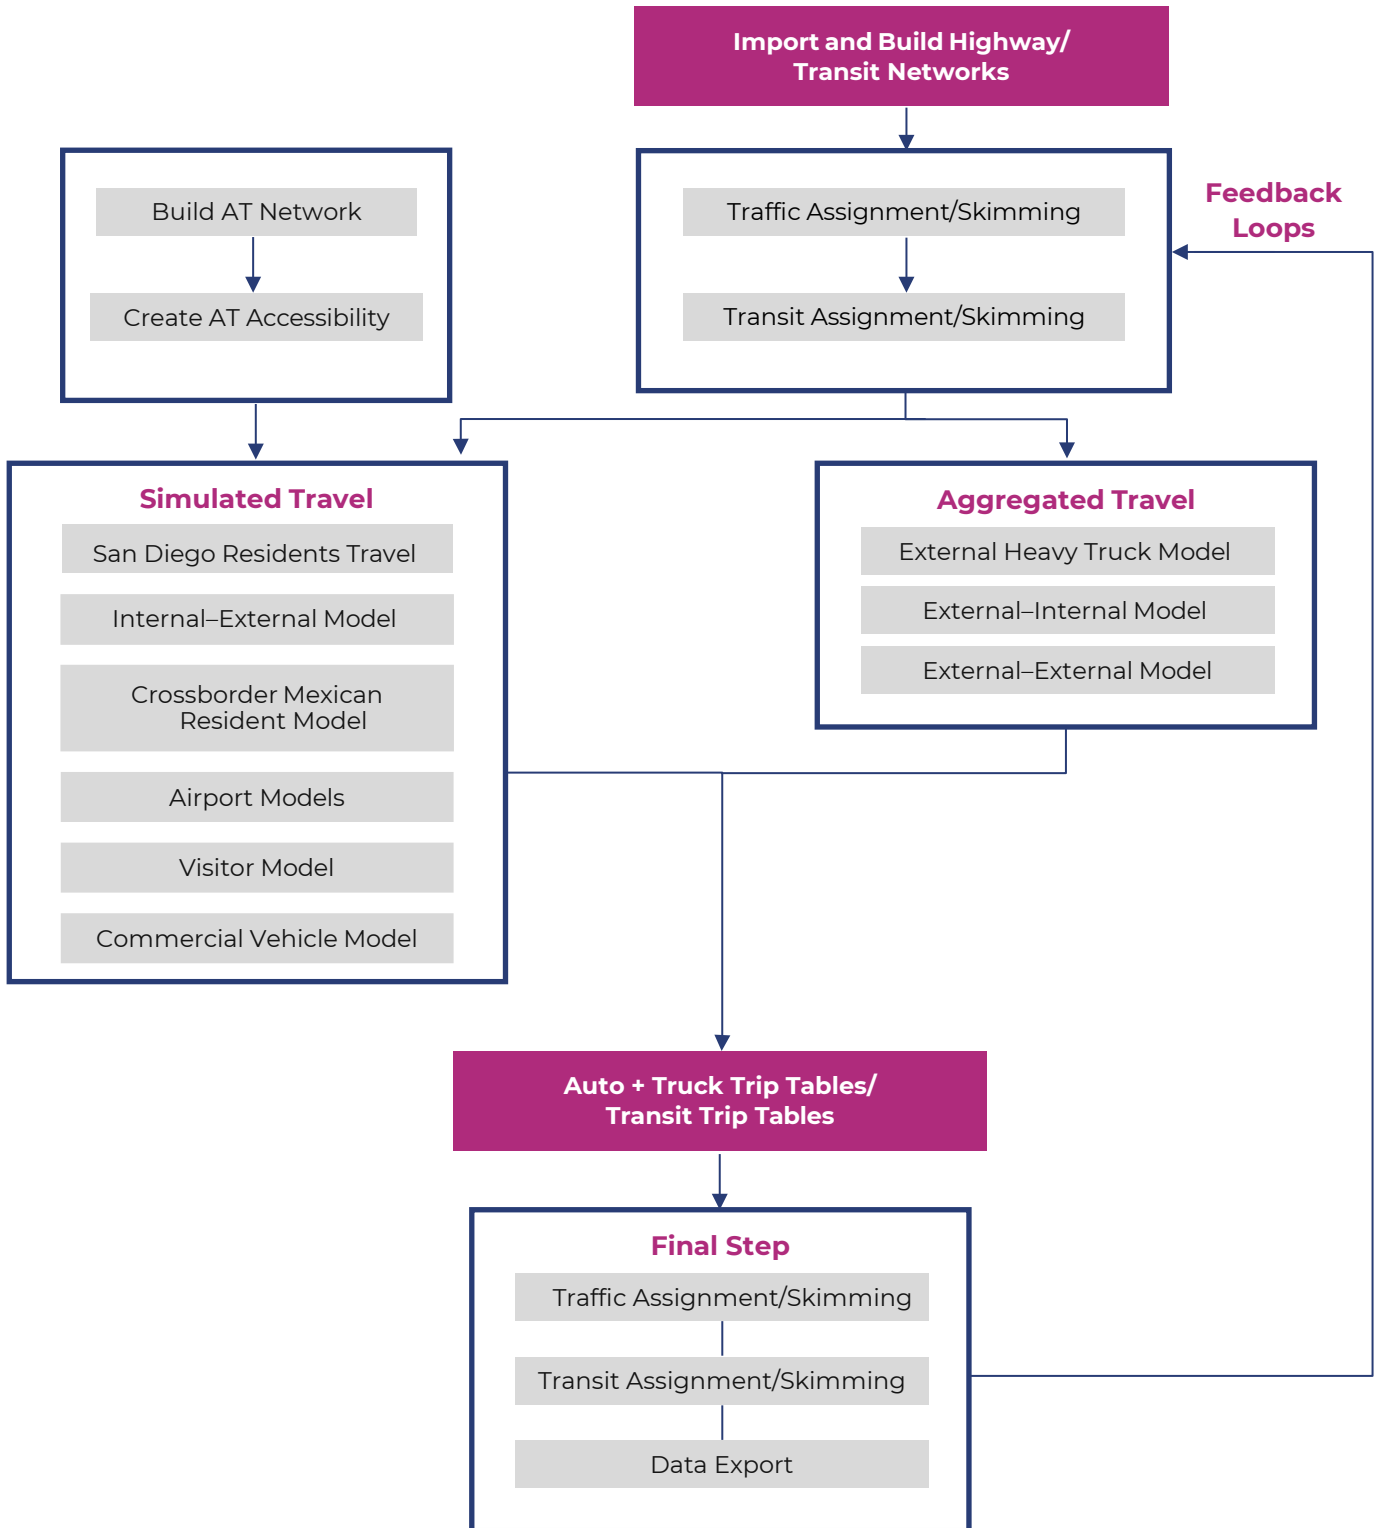 Import and Build Highway/
Transit Networks
Build AT Network
Create AT Accessibility
Traffic Assignment/Skimming
Transit Assignment/Skimming
Feedback
Loops
Simulated Travel
San Diego Residents Travel
Internal–External Model
Crossborder Mexican
Resident Model
Airport Models
Visitor Model
Commercial Vehicle Model
Aggregated Travel
External Heavy Truck Model
External–Internal Model
External–External Model
Auto + Truck Trip Tables/
Transit Trip Tables
Final Step
Traffic Assignment/Skimming
Transit Assignment/Skimming
Data Export